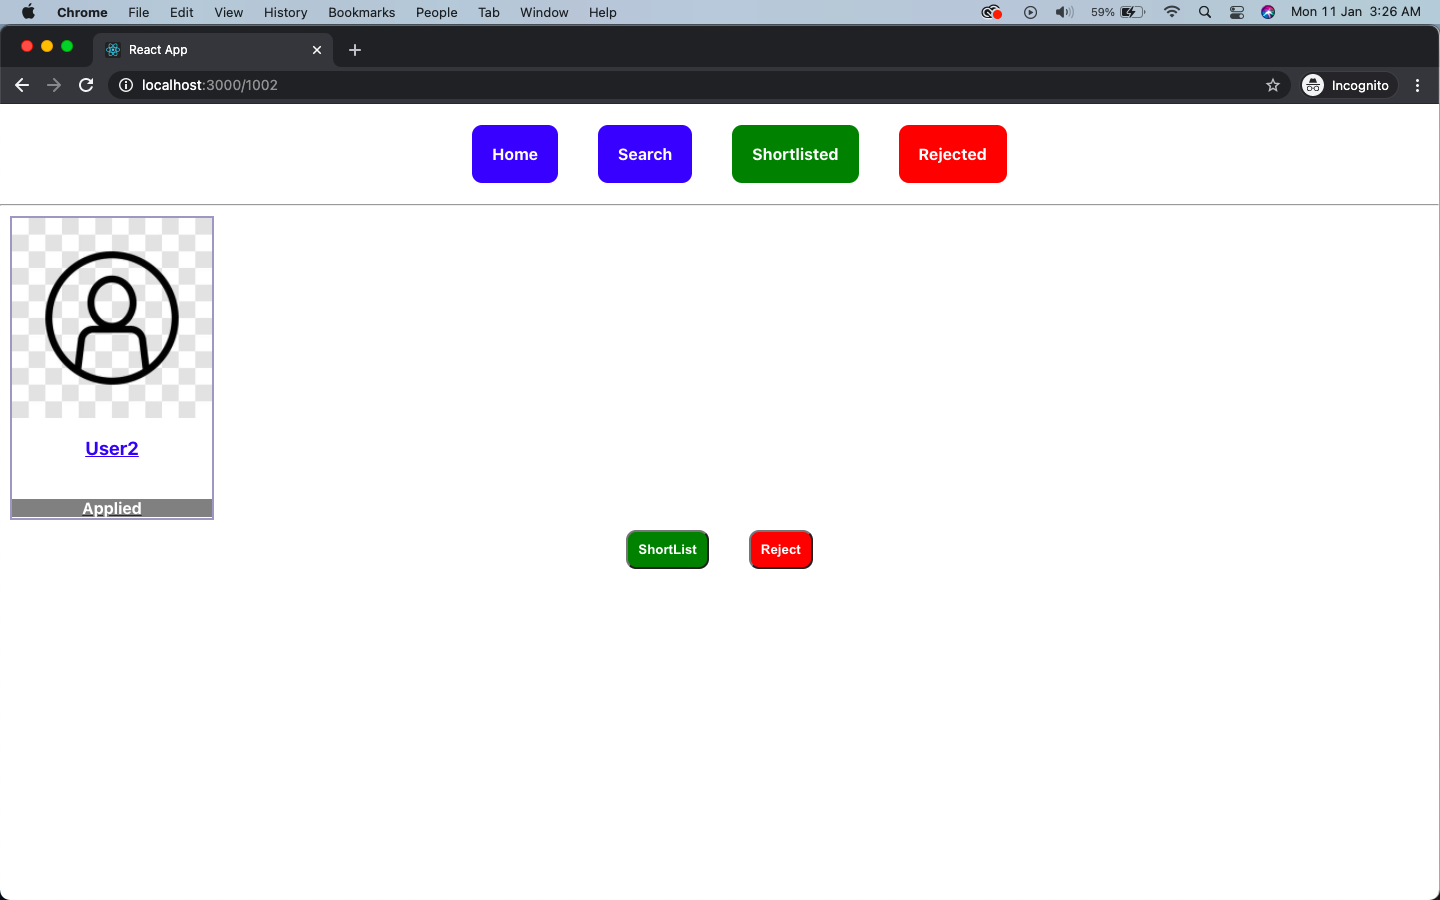 Chrome File Edit View History Bookmarks People Tab Window Help 59% Mon 11 Jan 3:26 AM
React App
localhost:3000/1002 Incognito
Home Search Shortlisted Rejected
User2
Applied
ShortList Reject